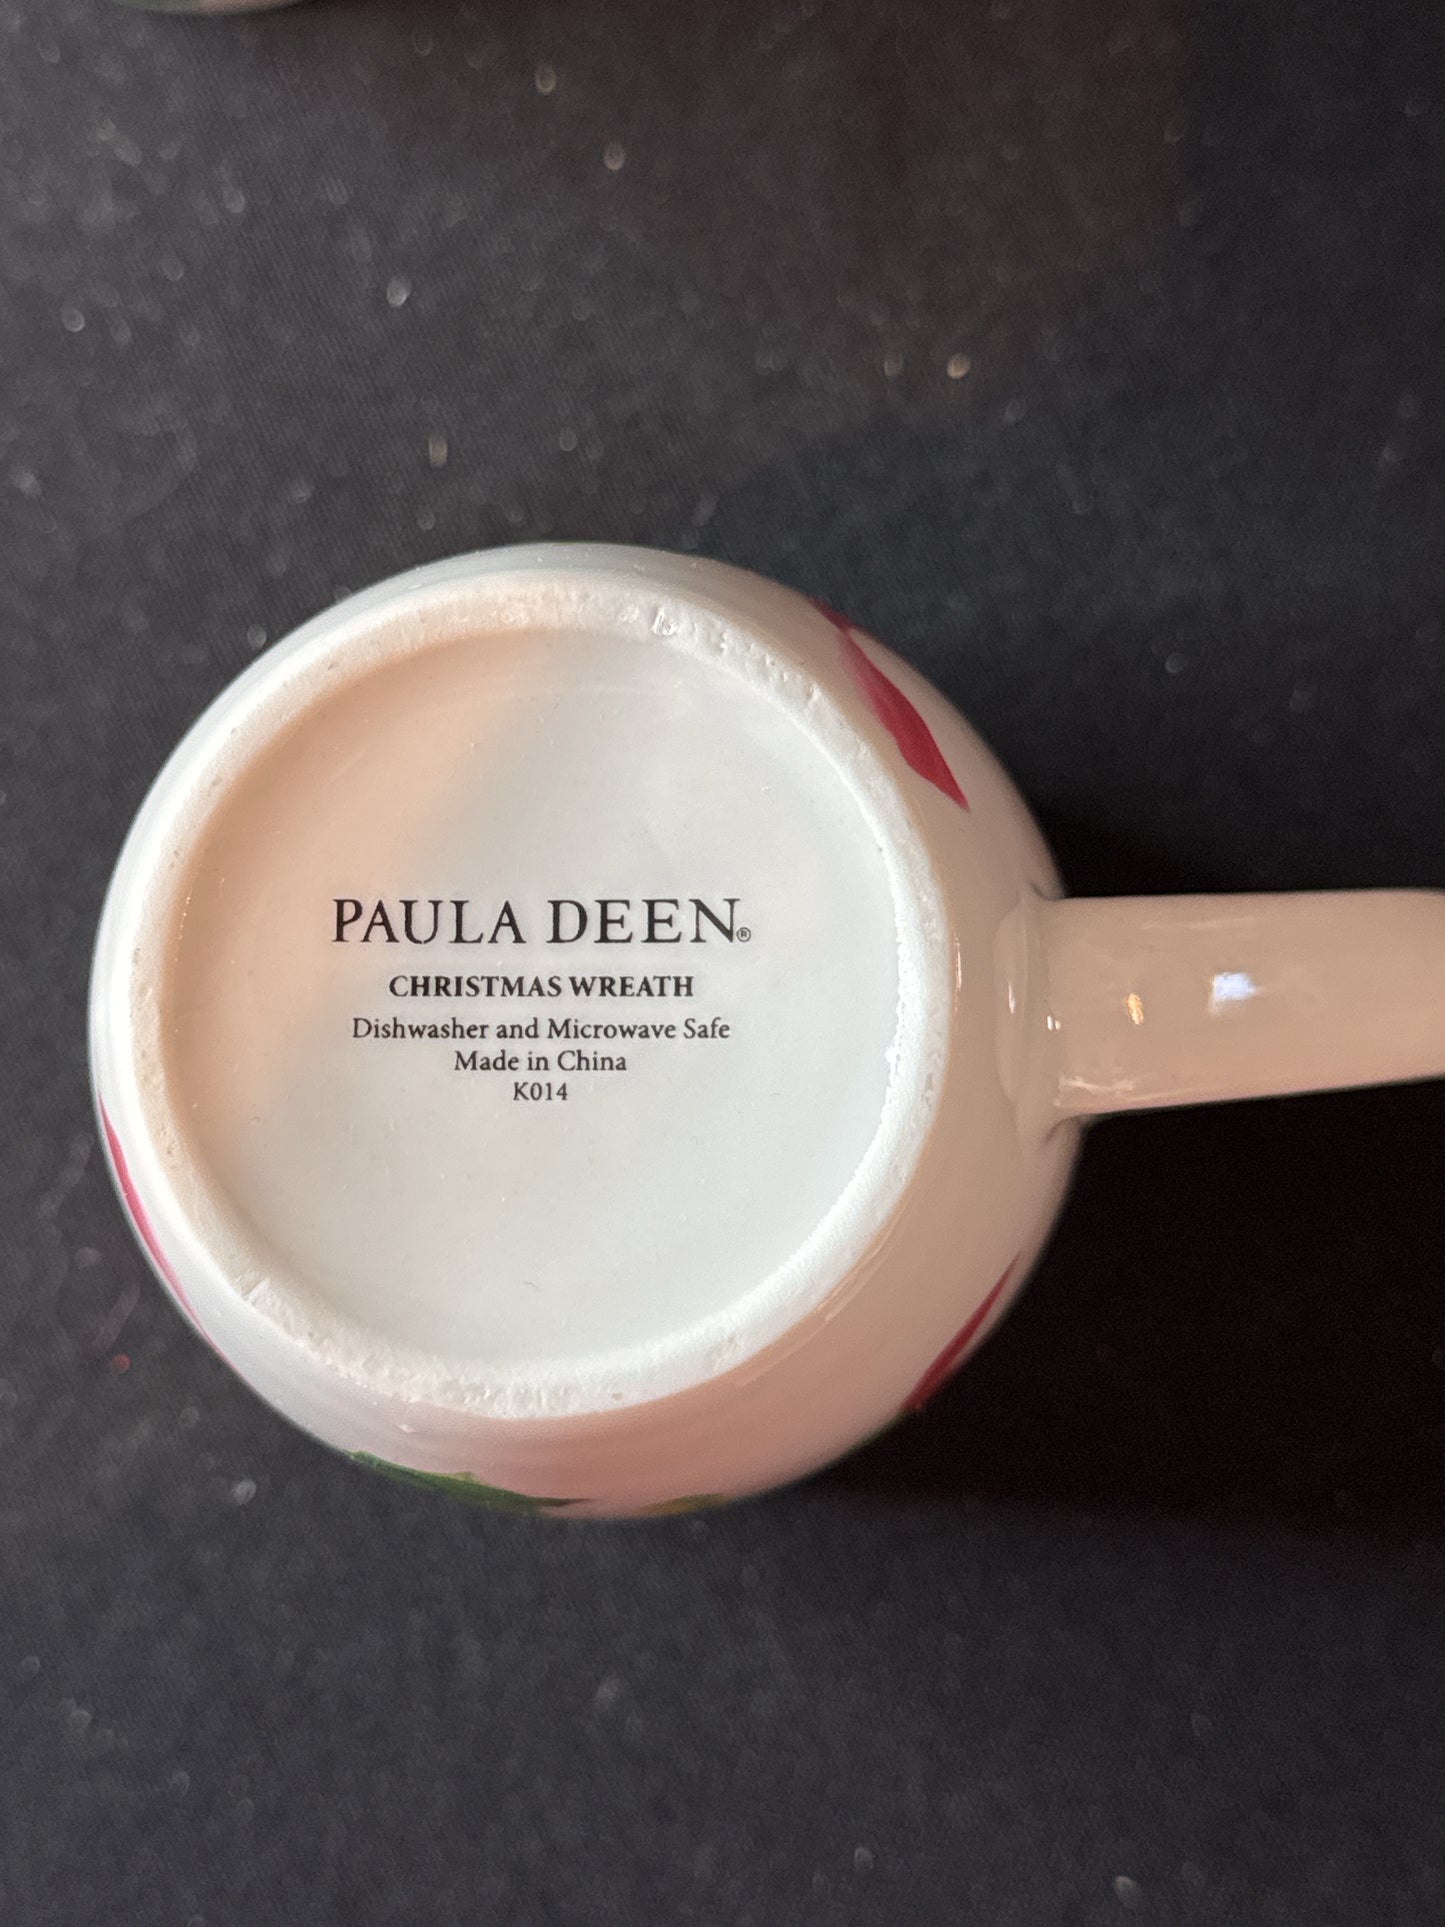 PAULA DEEN®
CHRISTMAS WREATH
Dishwasher and Microwave Safe
Made in China
K014